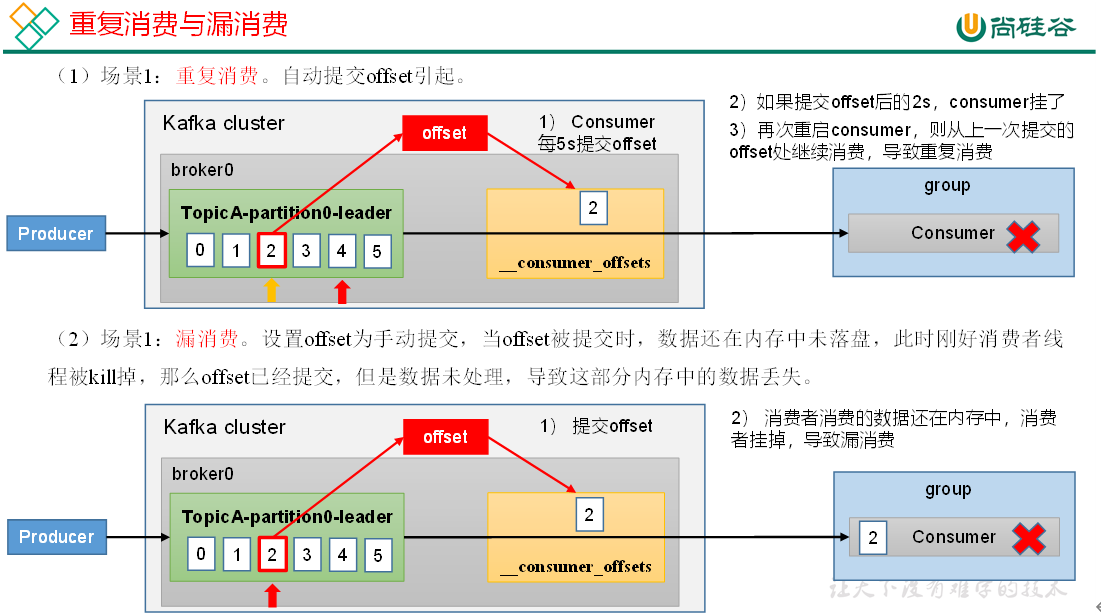 重复消费与漏消费
尚硅谷
（1）场景1：重复消费。自动提交offset引起。
Kafka cluster
offset
1） Consumer
每5s提交offset
2）如果提交offset后的2s，consumer挂了
3）再次重启consumer，则从上一次提交的
offset处继续消费，导致重复消费
broker0
TopicA-partition0-leader
0 1 2 3 4 5
2
__consumer_offsets
Producer
group
Consumer
（2）场景1：漏消费。设置offset为手动提交，当offset被提交时，数据还在内存中未落盘，此时刚好消费者线
程被kill掉，那么offset已经提交，但是数据未处理，导致这部分内存中的数据丢失。
Kafka cluster
offset
1） 提交offset
2） 消费者消费的数据还在内存中，消费
者挂掉，导致漏消费
broker0
TopicA-partition0-leader
0 1 2 3 4 5
2
__consumer_offsets
Producer
group
2 Consumer
让天下没有难学的技术